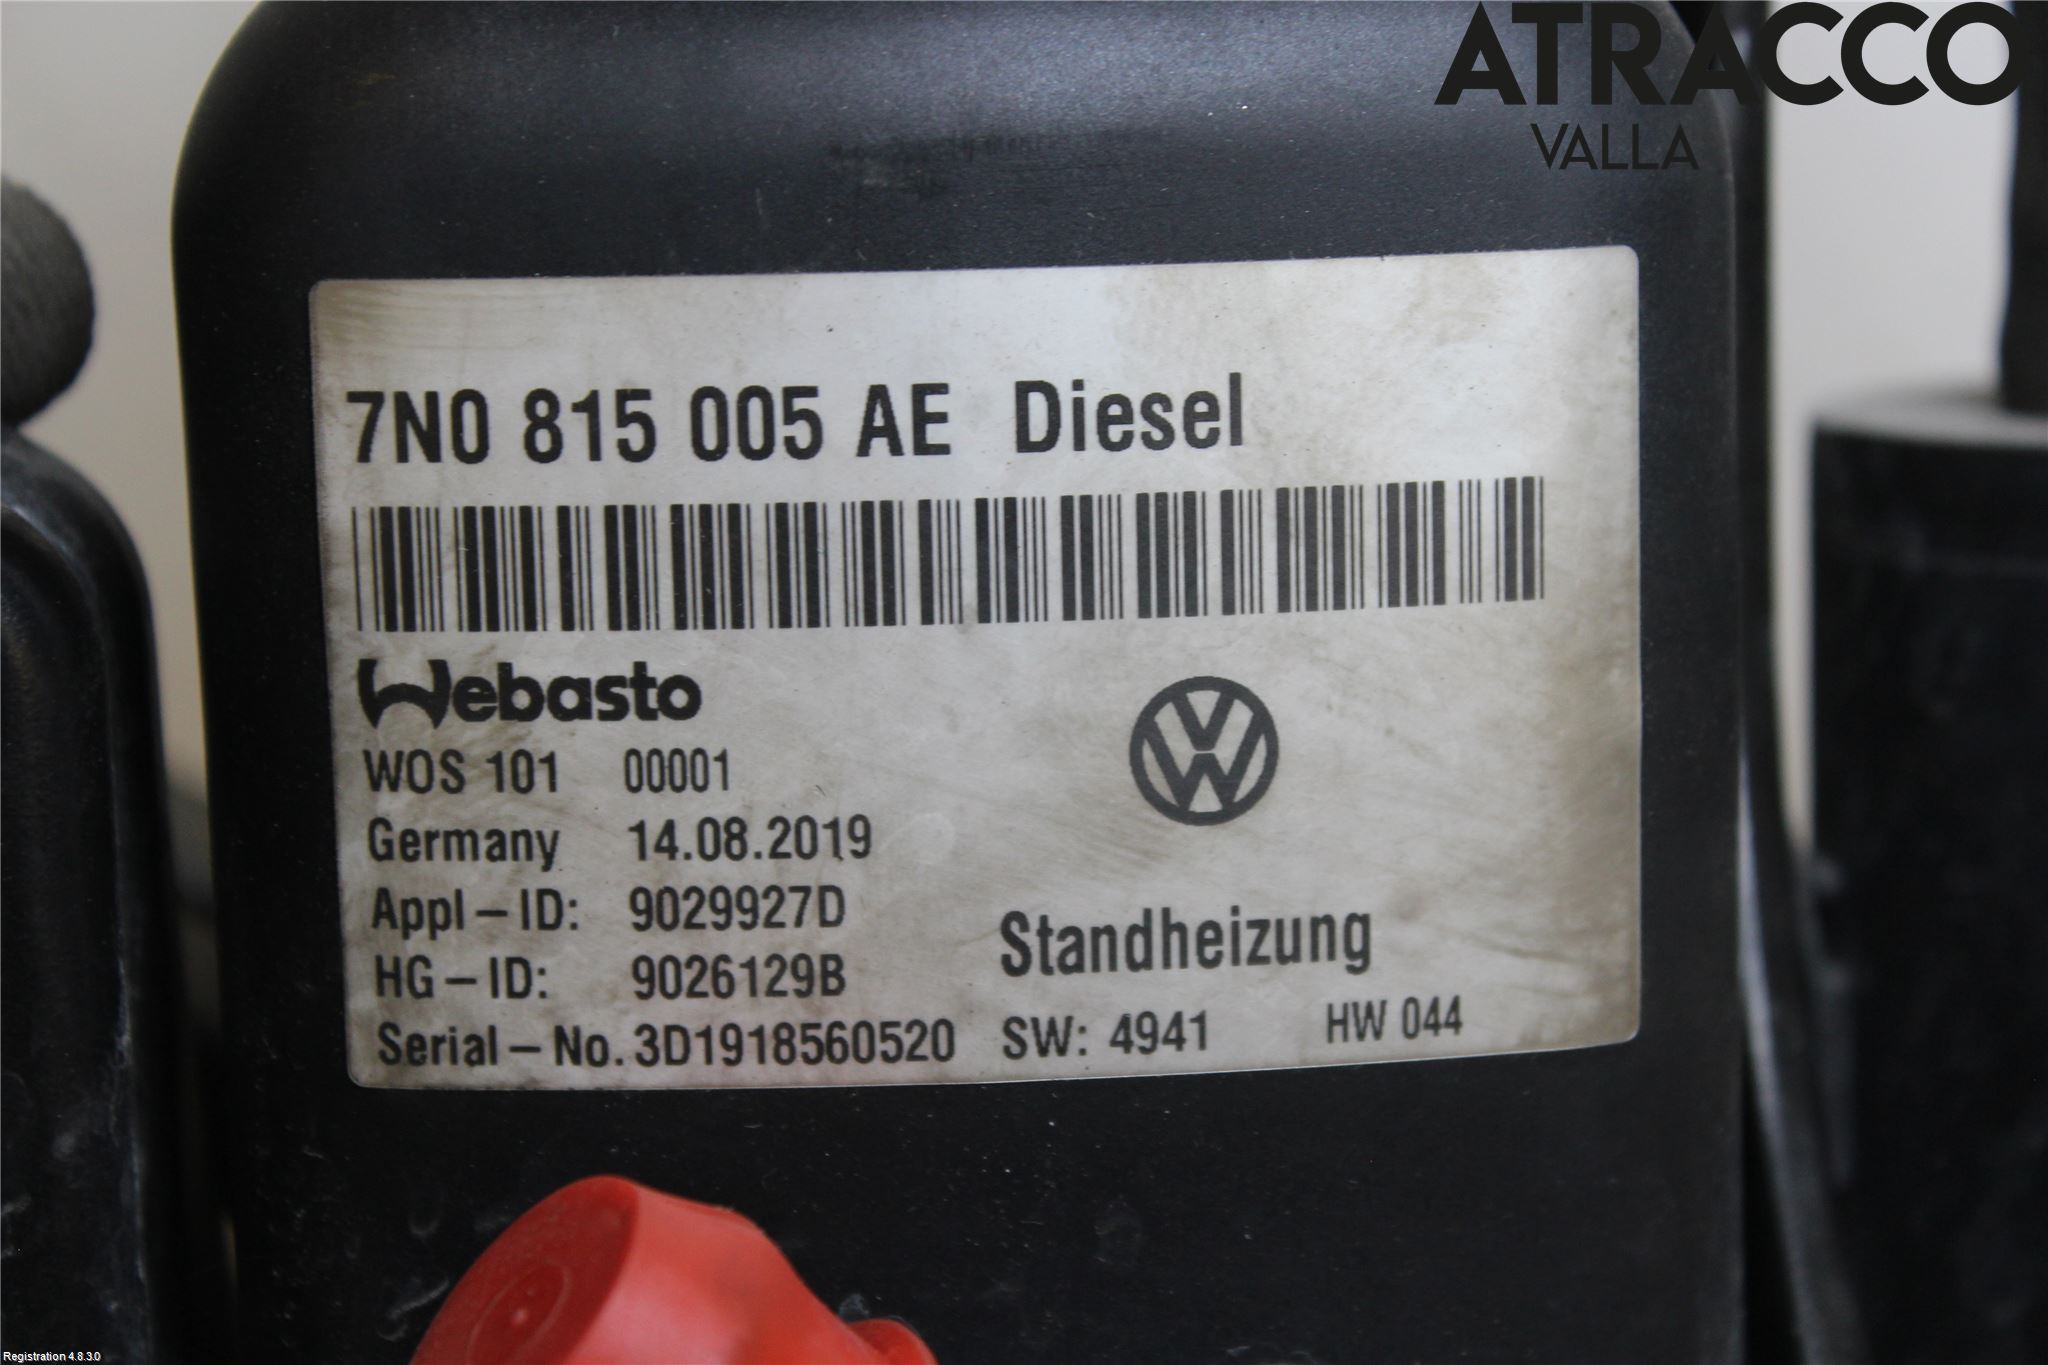 ATRACCO
VALLA
7N0 815 005 AE Diesel
Webasto
WOS 101 00001
Germany 14.08.2019
Appl-ID: 9029927D
HG-ID: 9026129B
Standheizung
Serial-No. 3D1918560520 SW: 4941 HW 044
Registration 4.8.3.0